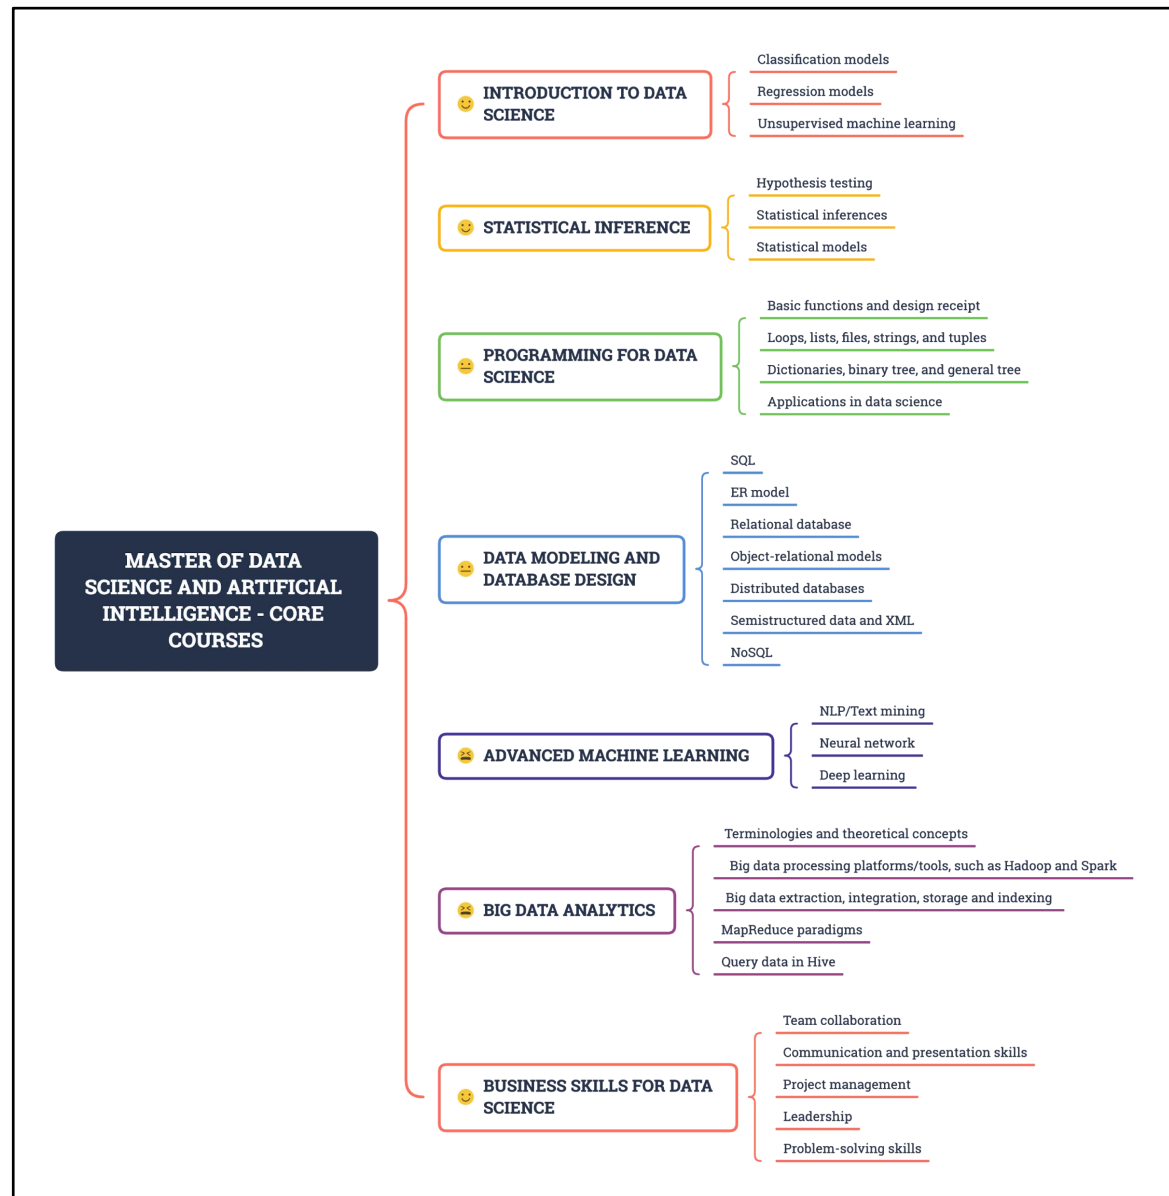 MASTER OF DATA
SCIENCE AND ARTIFICIAL
INTELLIGENCE - CORE
COURSES
INTRODUCTION TO DATA
SCIENCE
Classification models
Regression models
Unsupervised machine learning
STATISTICAL INFERENCE
Hypothesis testing
Statistical inferences
Statistical models
PROGRAMMING FOR DATA
SCIENCE
Basic functions and design receipt
Loops, lists, files, strings, and tuples
Dictionaries, binary tree, and general tree
Applications in data science
DATA MODELING AND
DATABASE DESIGN
SQL
ER model
Relational database
Object-relational models
Distributed databases
Semistructured data and XML
NoSQL
ADVANCED MACHINE LEARNING
NLP/Text mining
Neural network
Deep learning
BIG DATA ANALYTICS
Terminologies and theoretical concepts
Big data processing platforms/tools, such as Hadoop and Spark
Big data extraction, integration, storage and indexing
MapReduce paradigms
Query data in Hive
BUSINESS SKILLS FOR DATA
SCIENCE
Team collaboration
Communication and presentation skills
Project management
Leadership
Problem-solving skills